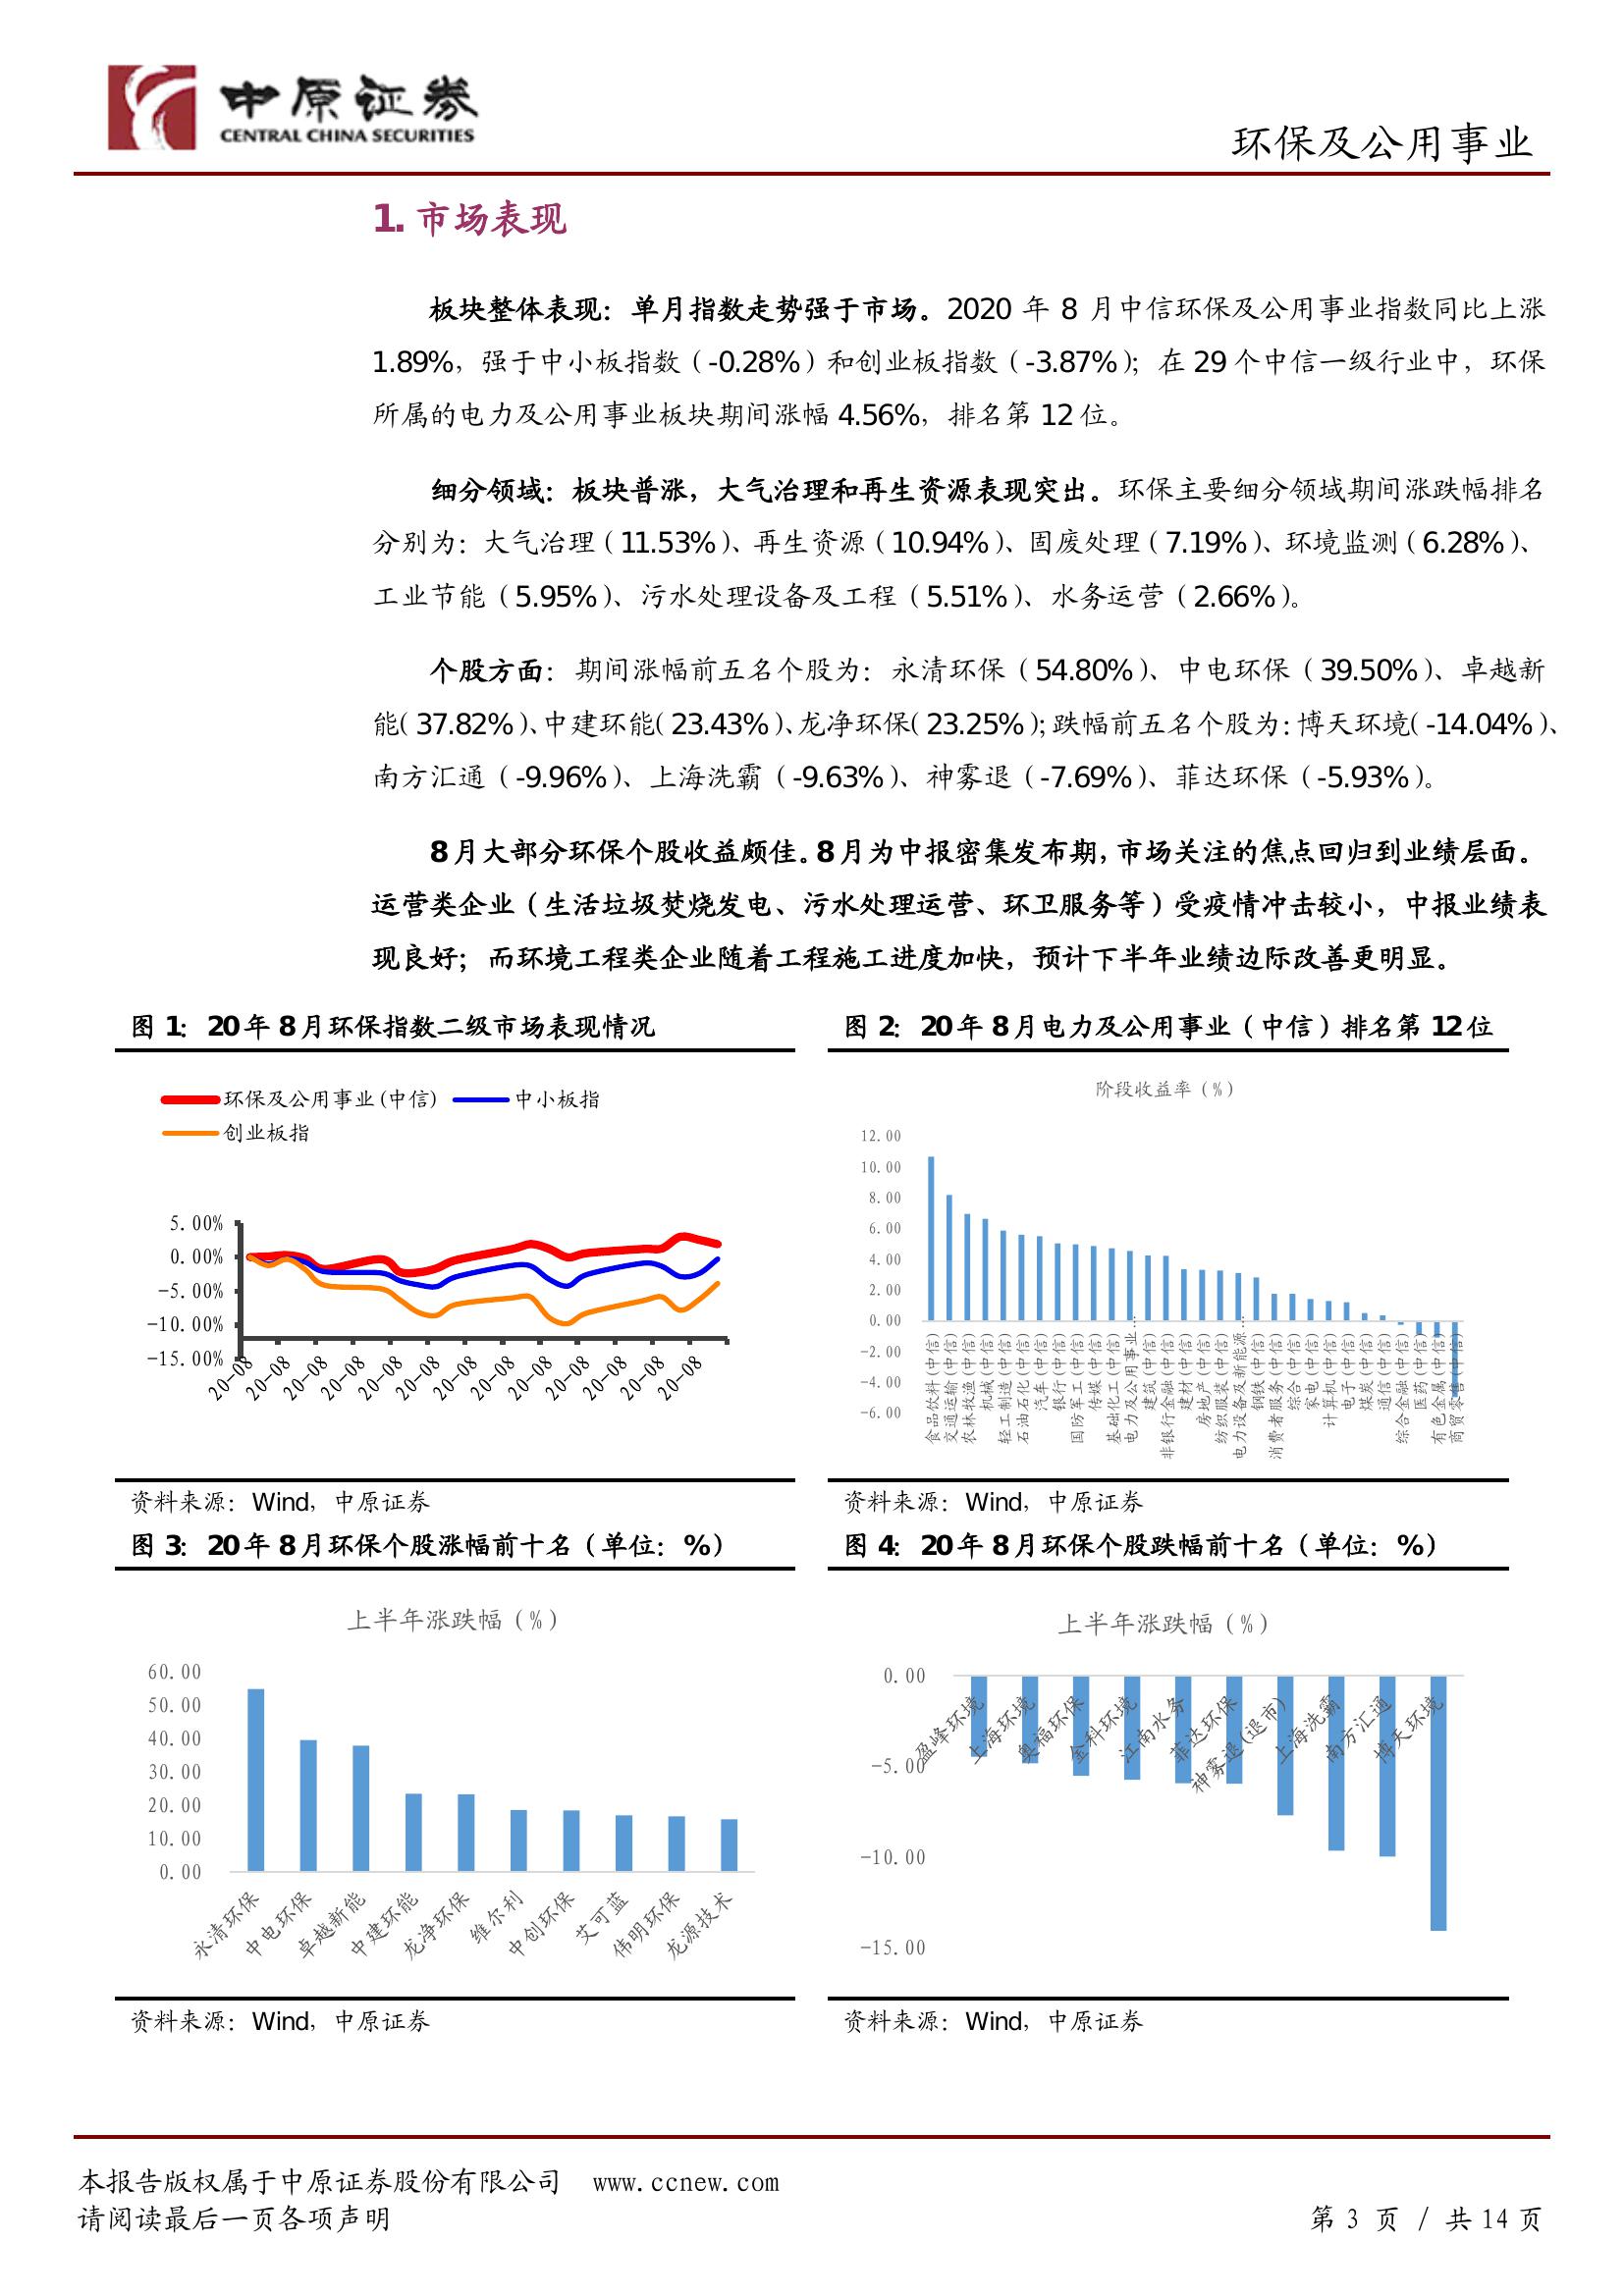 中原证券
CENTRAL CHINA SECURITIES
环保及公用事业
1. 市场表现
板块整体表现：单月指数走势强于市场。2020 年 8 月中信环保及公用事业指数同比上涨
1.89%，强于中小板指数（-0.28%）和创业板指数（-3.87%）；在 29 个中信一级行业中，环保
所属的电力及公用事业板块期间涨幅 4.56%，排名第 12 位。
细分领域：板块普涨，大气治理和再生资源表现突出。环保主要细分领域期间涨跌幅排名
分别为：大气治理（11.53%）、再生资源（10.94%）、固废处理（7.19%）、环境监测（6.28%）、
工业节能（5.95%）、污水处理设备及工程（5.51%）、水务运营（2.66%）。
个股方面：期间涨幅前五名个股为：永清环保（54.80%）、中电环保（39.50%）、卓越新
能（37.82%）、中建环能（23.43%）、龙净环保（23.25%）；跌幅前五名个股为：博天环境（-14.04%）、
南方汇通（-9.96%）、上海洗霸（-9.63%）、神雾退（-7.69%）、菲达环保（-5.93%）。
8 月大部分环保个股收益颇佳。8 月为中报密集发布期，市场关注的焦点回归到业绩层面。
运营类企业（生活垃圾焚烧发电、污水处理运营、环卫服务等）受疫情冲击较小，中报业绩表
现良好；而环境工程类企业随着工程施工进度加快，预计下半年业绩边际改善更明显。
图 1：20 年 8 月环保指数二级市场表现情况
环保及公用事业(中信)
中小板指
创业板指
5.00%
0.00%
-5.00%
-10.00%
-15.00%
20-08
20-08
20-08
20-08
20-08
20-08
20-08
20-08
20-08
20-08
20-08
20-08
20-08
资料来源：Wind，中原证券
图 2：20 年 8 月电力及公用事业（中信）排名第 12 位
阶段收益率（%）
12.00
10.00
8.00
6.00
4.00
2.00
0.00
-2.00
-4.00
-6.00
食品饮料(中信)
交通运输(中信)
农林牧渔(中信)
机械(中信)
轻工制造(中信)
石油石化(中信)
汽车(中信)
银行(中信)
国防军工(中信)
传媒(中信)
基础化工(中信)
电力及公用事业...
建筑(中信)
非银行金融(中信)
建材(中信)
房地产(中信)
纺织服装(中信)
电力设备及新能源...
钢铁(中信)
消费者服务(中信)
综合(中信)
家电(中信)
计算机(中信)
电子(中信)
煤炭(中信)
通信(中信)
综合金融(中信)
医药(中信)
有色金属(中信)
商贸零售(中信)
资料来源：Wind，中原证券
图 3：20 年 8 月环保个股涨幅前十名（单位：%）
上半年涨跌幅（%）
60.00
50.00
40.00
30.00
20.00
10.00
0.00
永清环保
中电环保
卓越新能
中建环能
龙净环保
维尔利
中创环保
艾可蓝
伟明环保
龙源技术
资料来源：Wind，中原证券
图 4：20 年 8 月环保个股跌幅前十名（单位：%）
上半年涨跌幅（%）
0.00
-5.00
-10.00
-15.00
盈峰环境
上海环境
奥福环保
金科环境
江南水务
菲达环保
神雾退(退市)
上海洗霸
南方汇通
博天环境
资料来源：Wind，中原证券
本报告版权属于中原证券股份有限公司 www.ccnew.com
请阅读最后一页各项声明
第 3 页 / 共 14 页